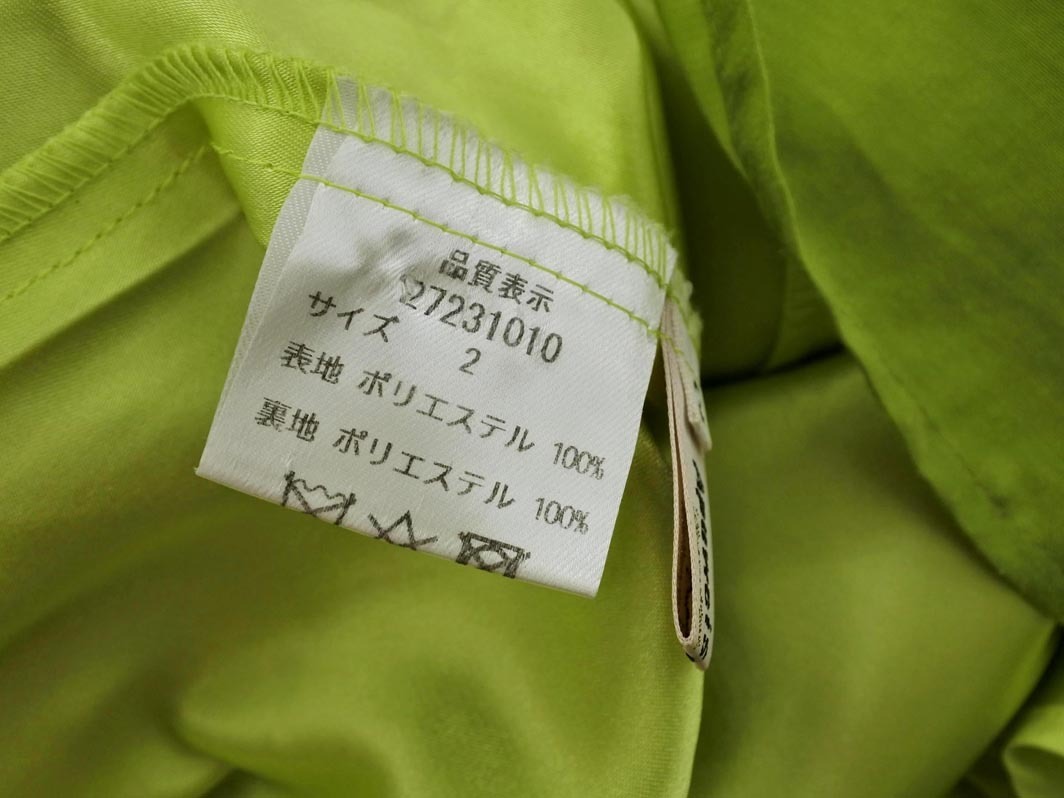 品質表示
27231010
サイズ 2
表地 ポリエステル 100%
裏地 ポリエステル 100%